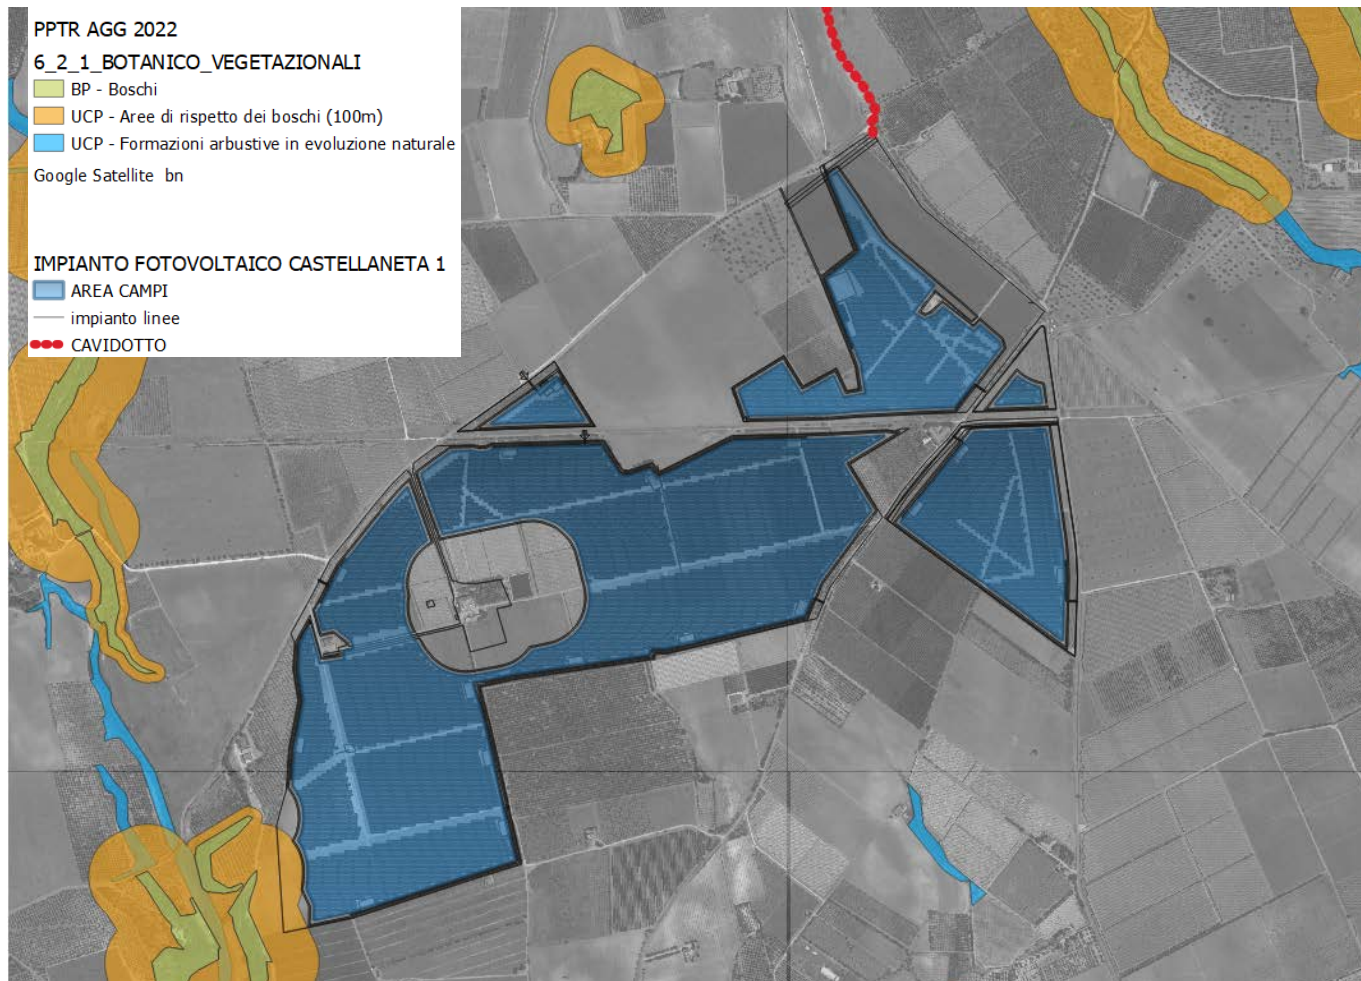 PPTR AGG 2022
6_2_1_BOTANICO_VEGETAZIONALI
BP - Boschi
UCP - Aree di rispetto dei boschi (100m)
UCP - Formazioni arbustive in evoluzione naturale
Google Satellite bn
IMPIANTO FOTOVOLTAICO CASTELLANETA 1
AREA CAMPI
impianto linee
CAVIDOTTO